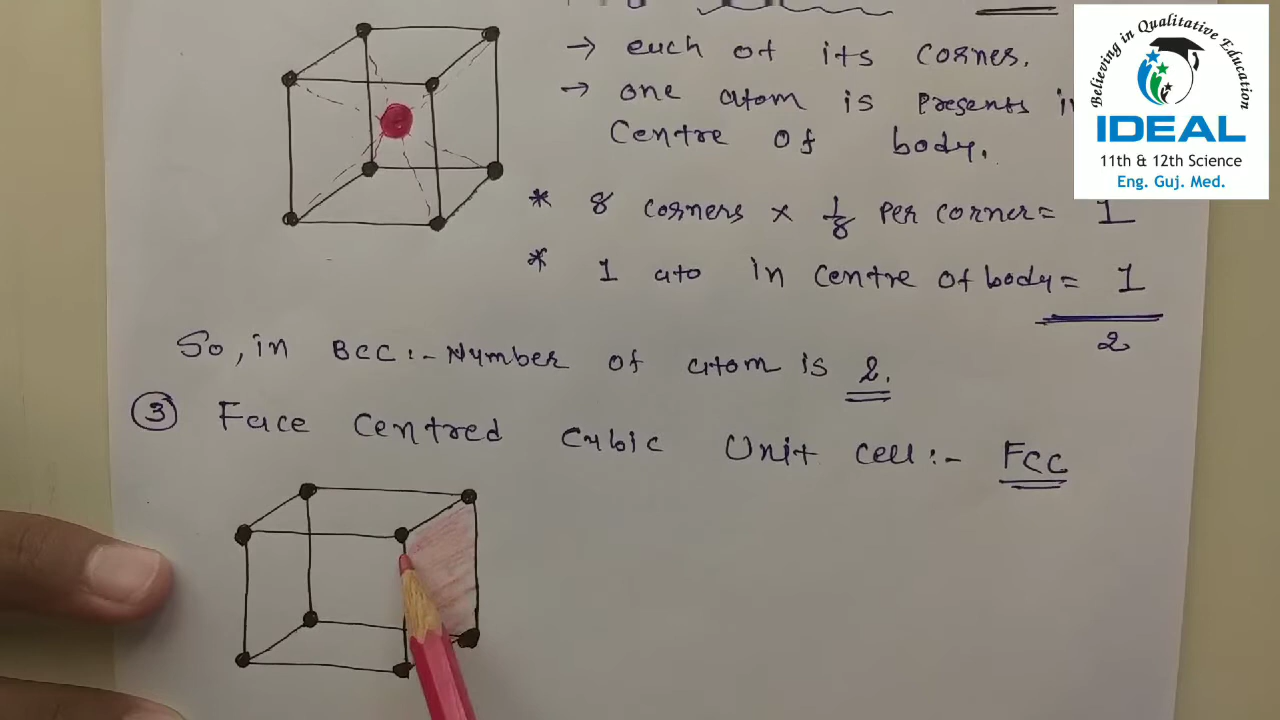 → each of its corner.
→ one atom is presents in
Centre of body.
* 8 corners x 1/8 Per corner = 1
* 1 ato in centre of body = 1
2
So, in BCC :- Number of atom is 2.
③ Face Centred Cubic Unit cell :- FCC
Believing in Qualitative Education
IDEAL
11th & 12th Science
Eng. Guj. Med.